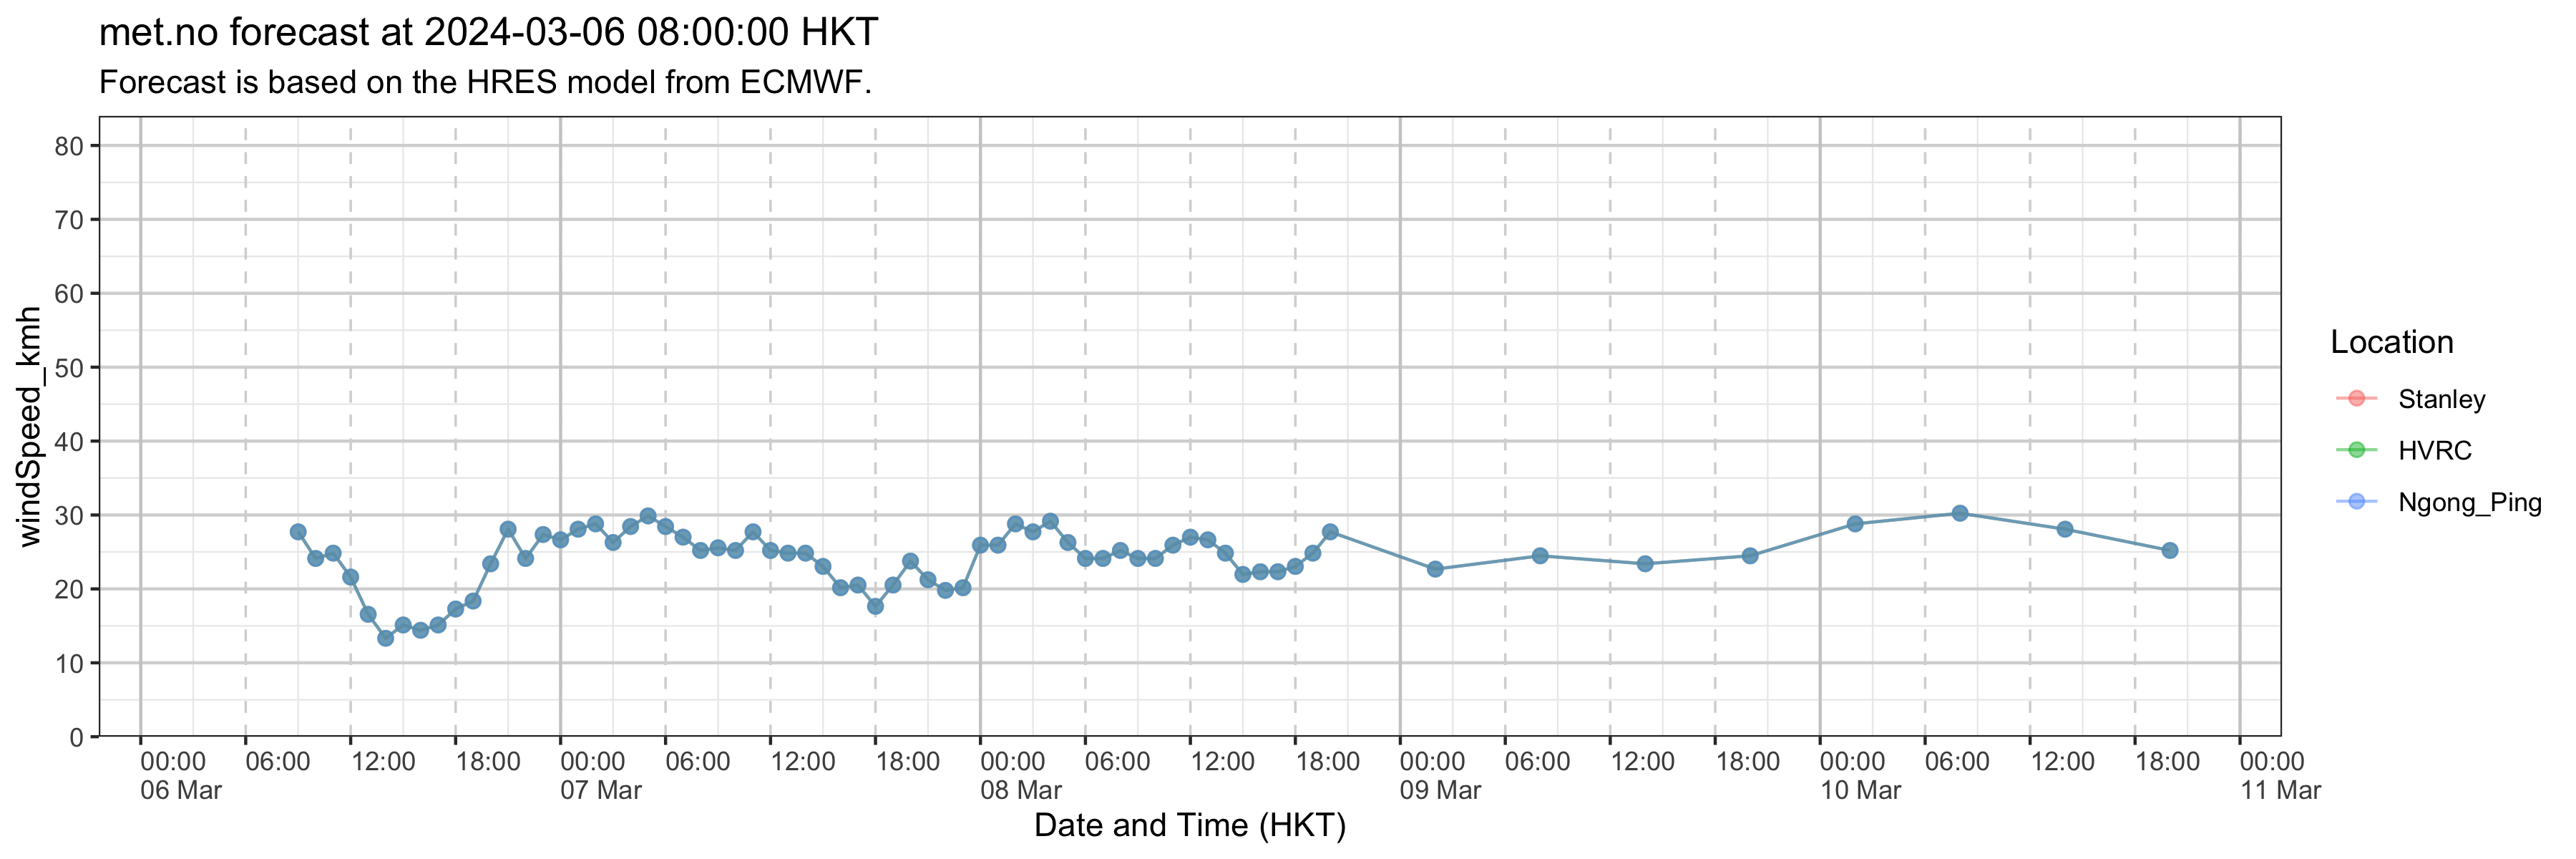 met.no forecast at 2024-03-06 08:00:00 HKT
Forecast is based on the HRES model from ECMWF.
windSpeed_kmh
80
70
60
50
40
30
20
10
0
00:00 06:00 12:00 18:00 00:00 06:00 12:00 18:00 00:00 06:00 12:00 18:00 00:00 06:00 12:00 18:00 00:00 06:00 12:00 18:00 00:00
06 Mar 07 Mar 08 Mar 09 Mar 10 Mar 11 Mar
Date and Time (HKT)
Location
Stanley
HVRC
Ngong_Ping